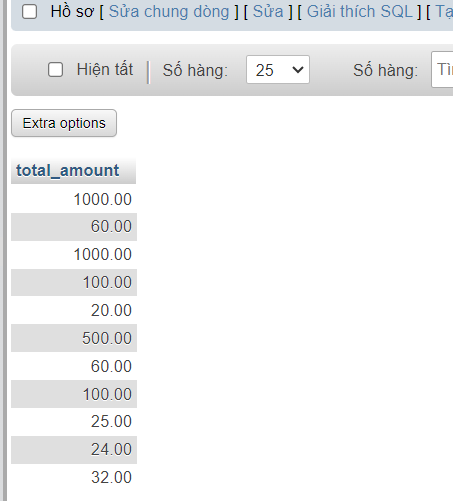 Hồ sơ [ Sửa chung dòng ] [ Sửa ] [ Giải thích SQL ] [
Hiện tất | Số hàng: 25 Số hàng:
Extra options
total_amount
1000.00
60.00
1000.00
100.00
20.00
500.00
60.00
100.00
25.00
24.00
32.00